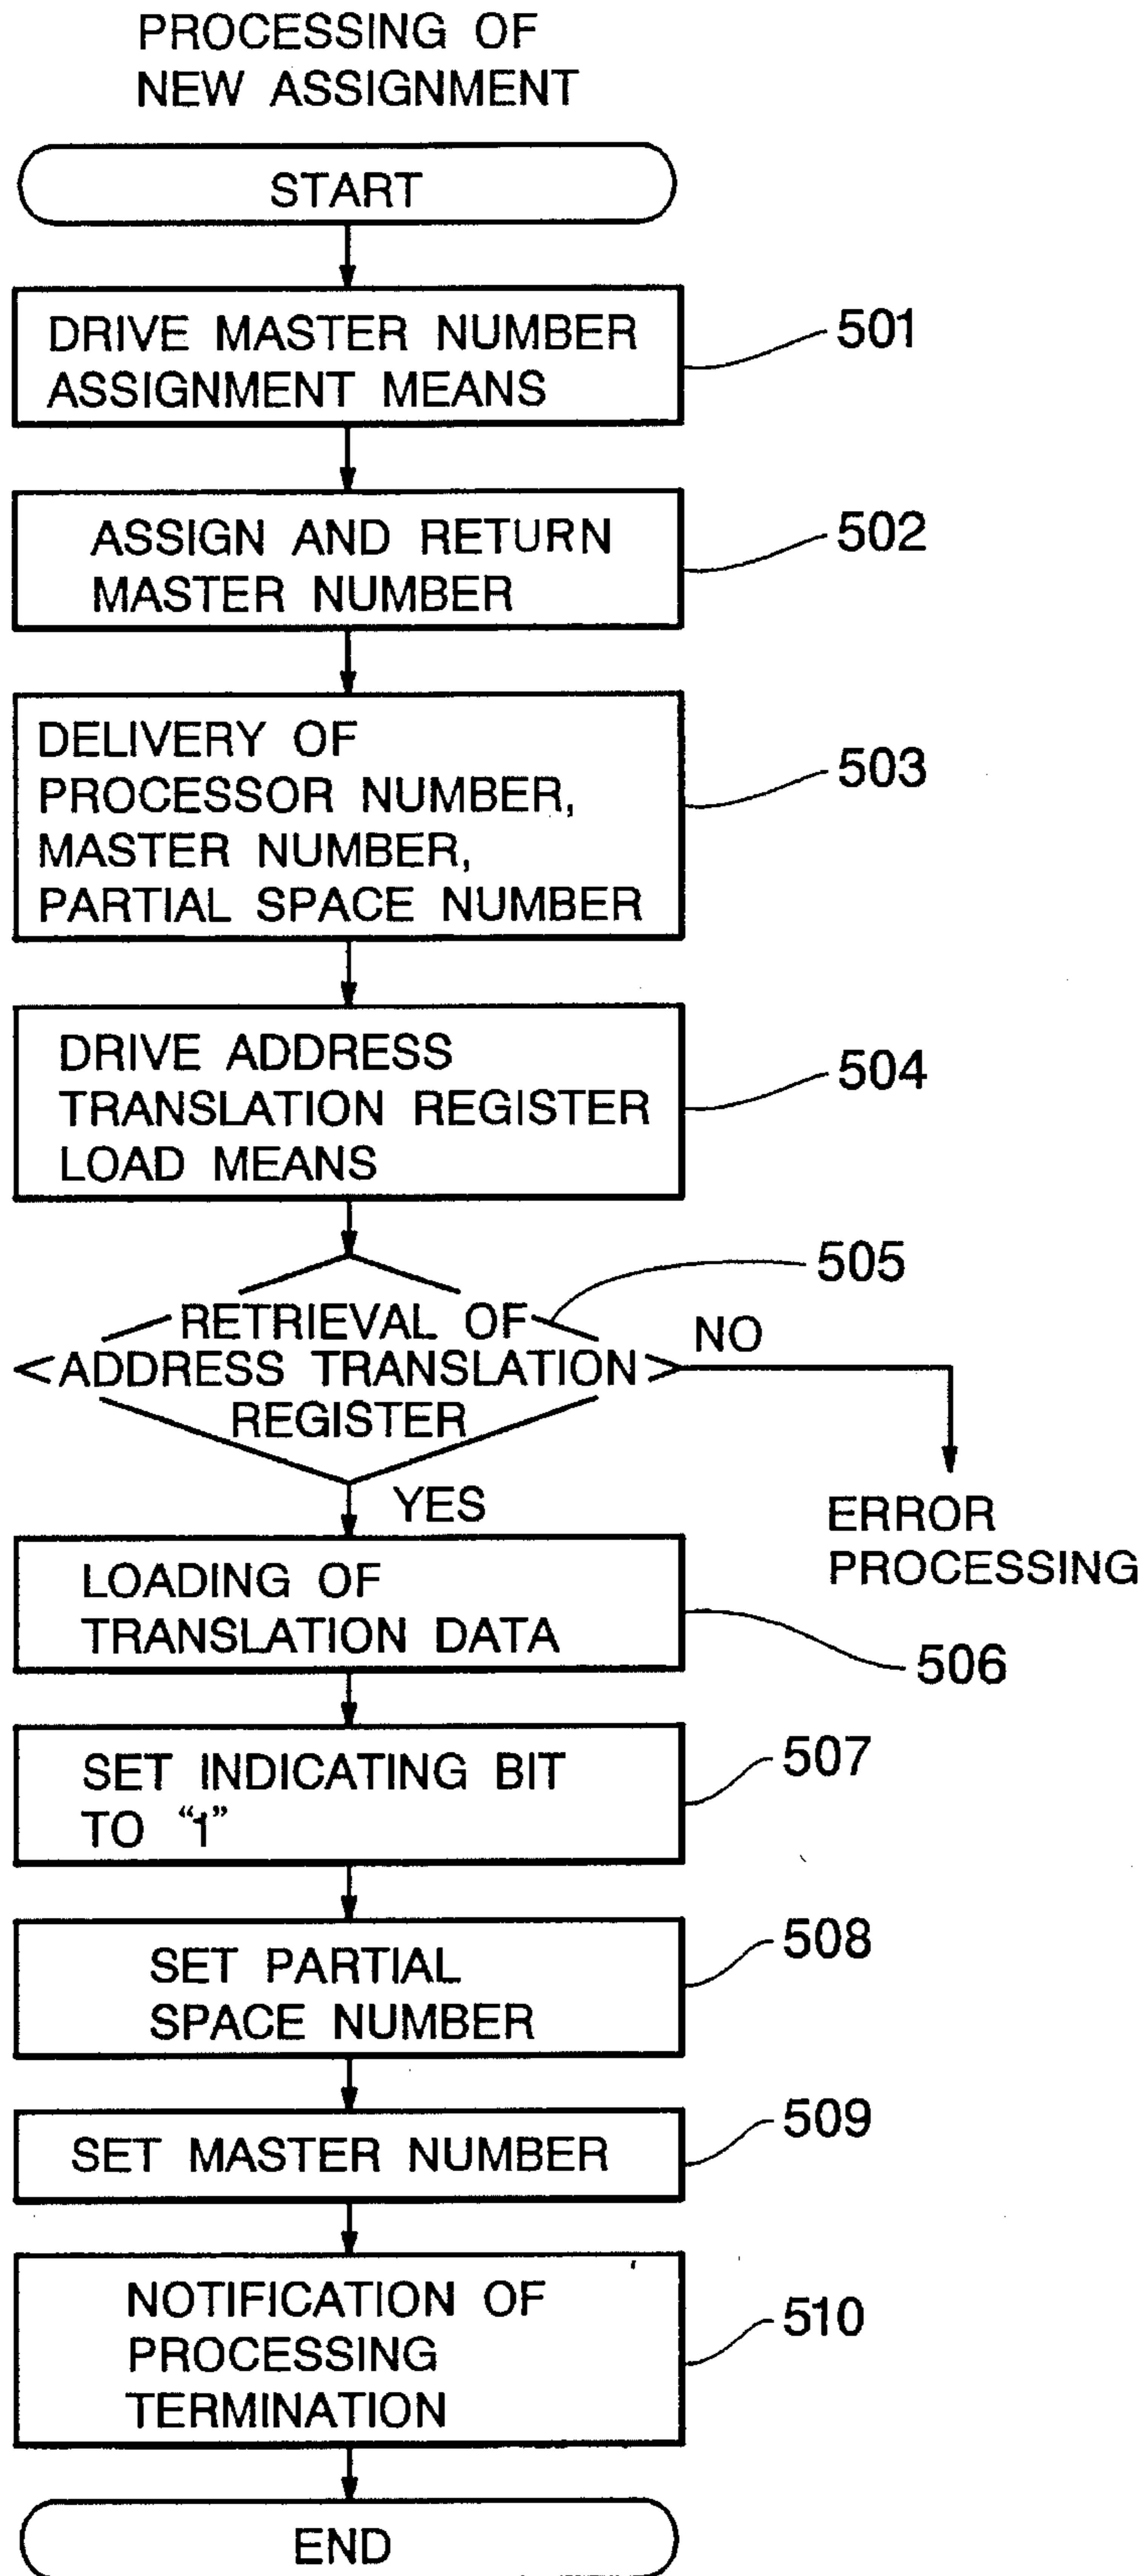 PROCESSING OF
NEW ASSIGNMENT
START
DRIVE MASTER NUMBER
ASSIGNMENT MEANS
501
ASSIGN AND RETURN
MASTER NUMBER
502
DELIVERY OF
PROCESSOR NUMBER,
MASTER NUMBER,
PARTIAL SPACE NUMBER
503
DRIVE ADDRESS
TRANSLATION REGISTER
LOAD MEANS
504
505
RETRIEVAL OF
ADDRESS TRANSLATION
REGISTER
NO
YES
ERROR
PROCESSING
LOADING OF
TRANSLATION DATA
506
SET INDICATING BIT
TO “1”
507
SET PARTIAL
SPACE NUMBER
508
SET MASTER NUMBER
509
NOTIFICATION OF
PROCESSING
TERMINATION
510
END